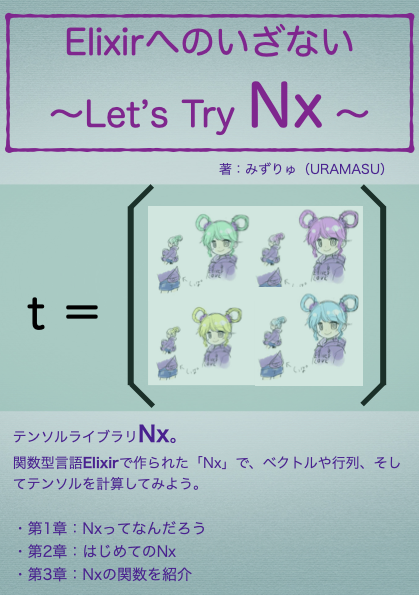 Elixirへのいざない
〜Let's Try Nx 〜
著：みずりゅ（URAMASU）
t =
テンソルライブラリNx。
関数型言語Elixirで作られた「Nx」で、ベクトルや行列、そし
てテンソルを計算してみよう。
・第1章：Nxってなんだろう
・第2章：はじめてのNx
・第3章：Nxの関数を紹介